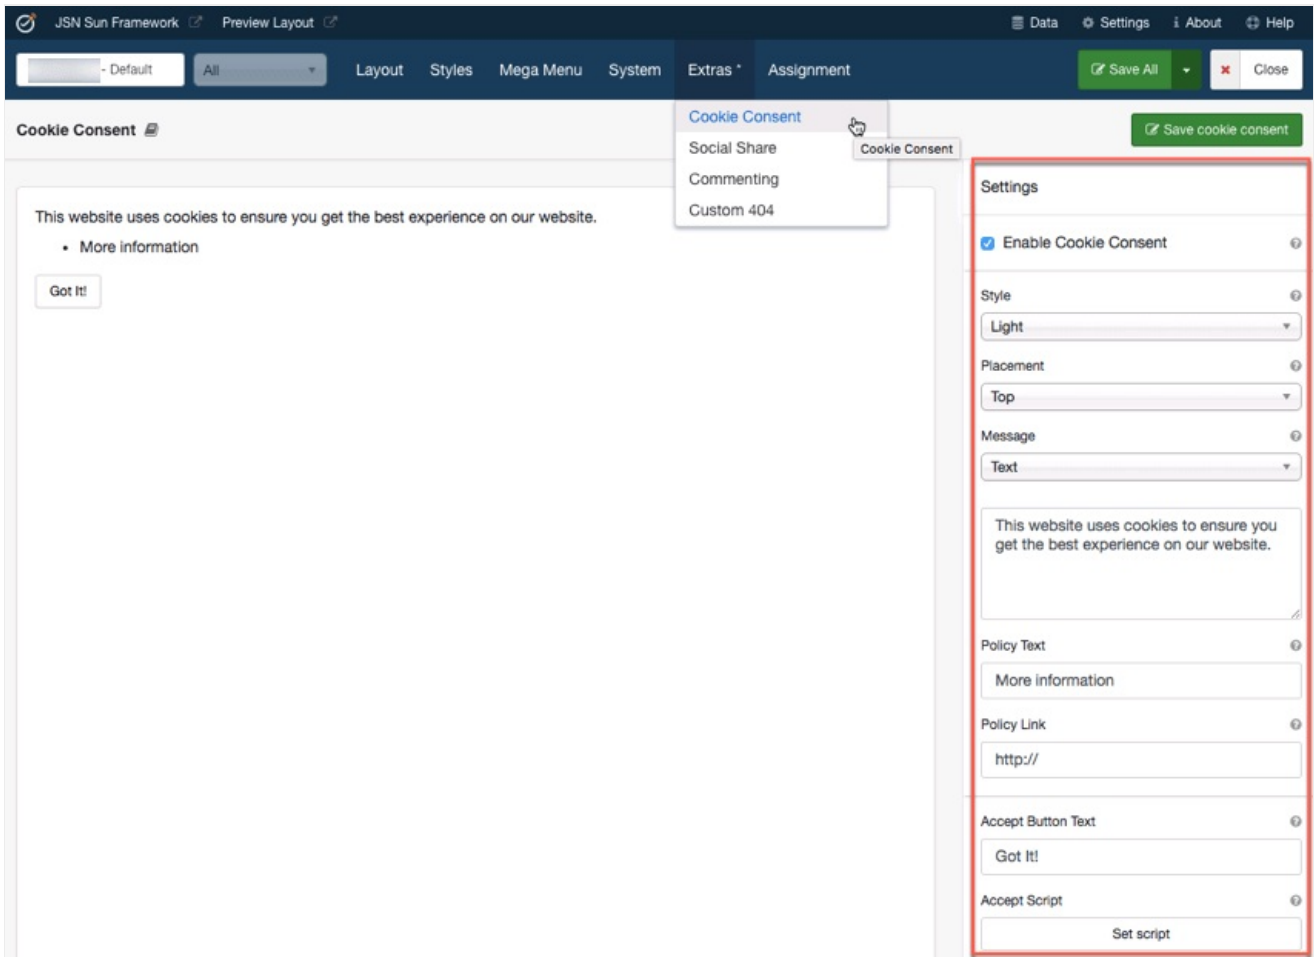 JSN Sun Framework Preview Layout Data Settings About Help
- Default All Layout Styles Mega Menu System Extras * Assignment Save All Close
Cookie Consent
Cookie Consent
Social Share
Commenting
Custom 404
Cookie Consent
Save cookie consent
This website uses cookies to ensure you get the best experience on our website.
• More information
Got It!
Settings
Enable Cookie Consent
Style
Light
Placement
Top
Message
Text
This website uses cookies to ensure you
get the best experience on our website.
Policy Text
More information
Policy Link
http://
Accept Button Text
Got It!
Accept Script
Set script